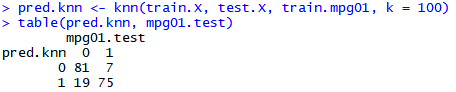 > pred.knn <- knn(train.X, test.X, train.mpg01, k = 100)
> table(pred.knn, mpg01.test)
        mpg01.test
pred.knn  0  1
       0 81  7
       1 19 75